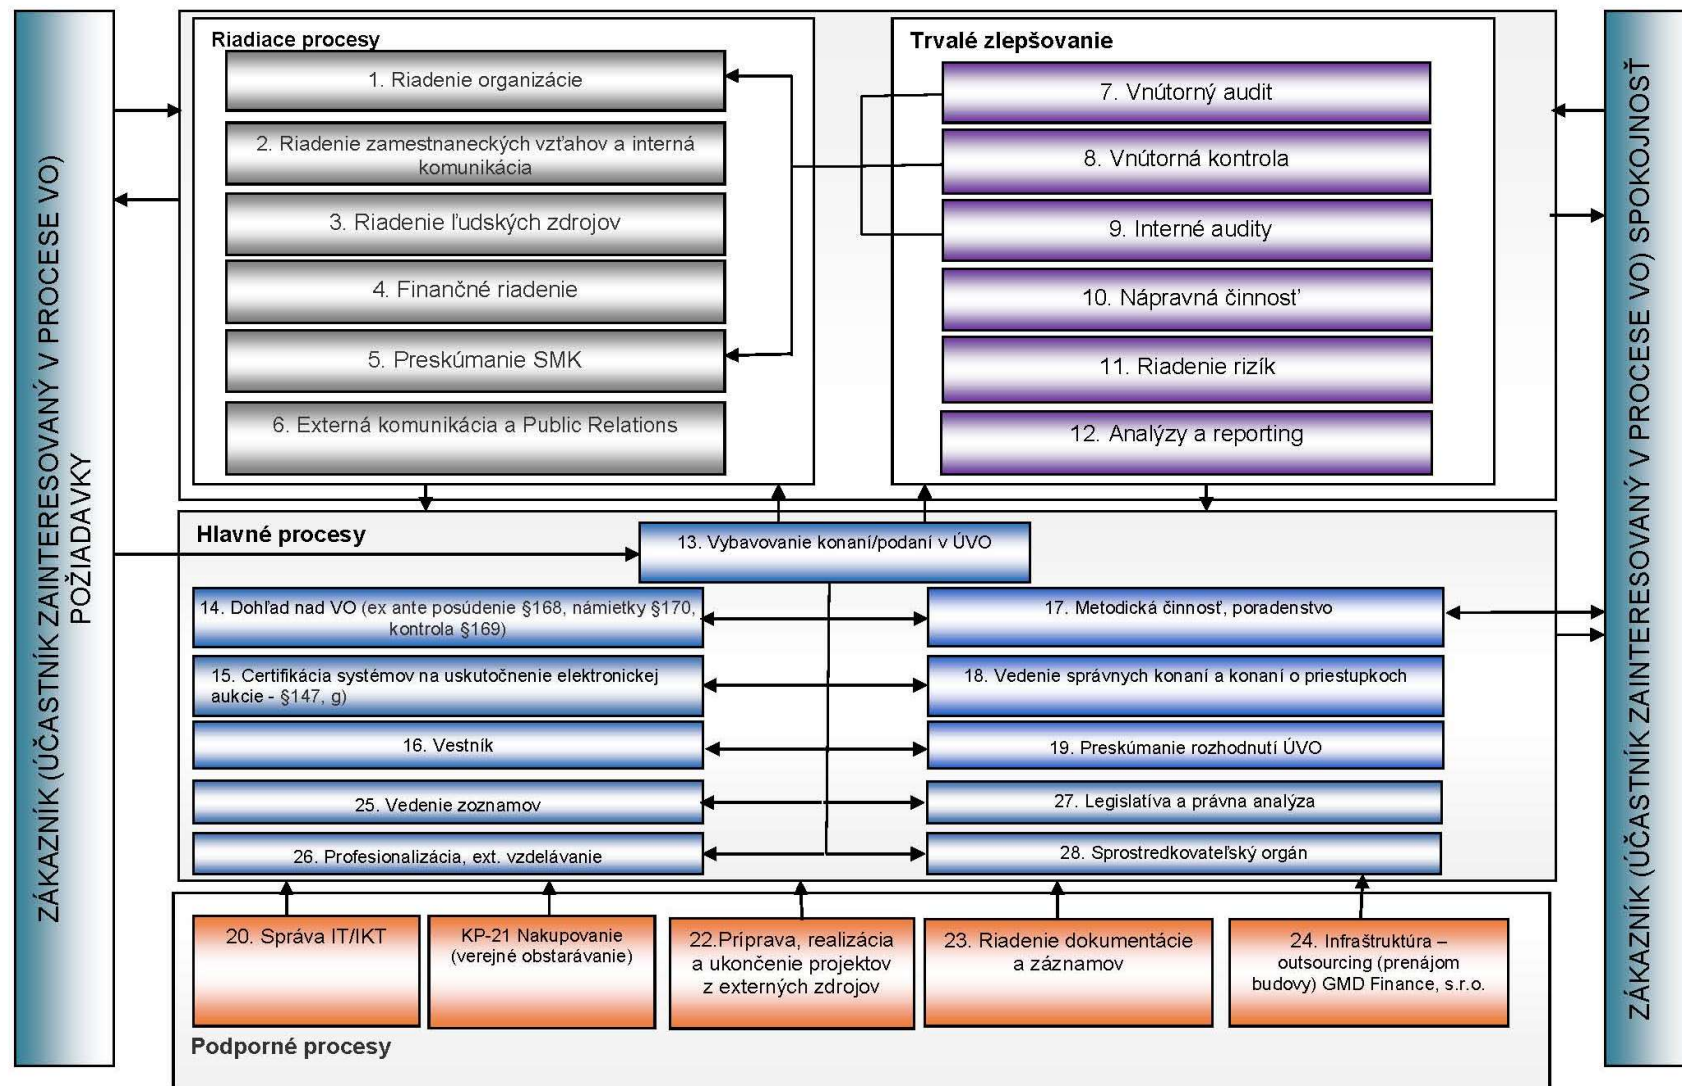 ZÁKAZNÍK (ÚČASTNÍK ZAINTERESOVANÝ V PROCESE VO)
POŽIADAVKY
Riadiace procesy
1. Riadenie organizácie
2. Riadenie zamestnaneckých vzťahov a interná
komunikácia
3. Riadenie ľudských zdrojov
4. Finančné riadenie
5. Preskúmanie SMK
6. Externá komunikácia a Public Relations
Trvalé zlepšovanie
7. Vnútorný audit
8. Vnútorná kontrola
9. Interné audity
10. Nápravná činnosť
11. Riadenie rizík
12. Analýzy a reporting
Hlavné procesy
13. Vybavovanie konaní/podaní v ÚVO
14. Dohľad nad VO (ex ante posúdenie §168, námietky §170,
kontrola §169)
17. Metodická činnosť, poradenstvo
15. Certifikácia systémov na uskutočnenie elektronickej
aukcie - §147, g)
18. Vedenie správnych konaní a konaní o priestupkoch
16. Vestník
19. Preskúmanie rozhodnutí ÚVO
25. Vedenie zoznamov
27. Legislatíva a právna analýza
26. Profesionalizácia, ext. vzdelávanie
28. Sprostredkovateľský orgán
20. Správa IT/IKT
KP-21 Nakupovanie
(verejné obstarávanie)
22.Príprava, realizácia
a ukončenie projektov
z externých zdrojov
23. Riadenie dokumentácie
a záznamov
24. Infraštruktúra –
outsourcing (prenájom
budovy) GMD Finance, s.r.o.
Podporné procesy
ZÁKAZNÍK (ÚČASTNÍK ZAINTERESOVANÝ V PROCESE VO) SPOKOJNOSŤ